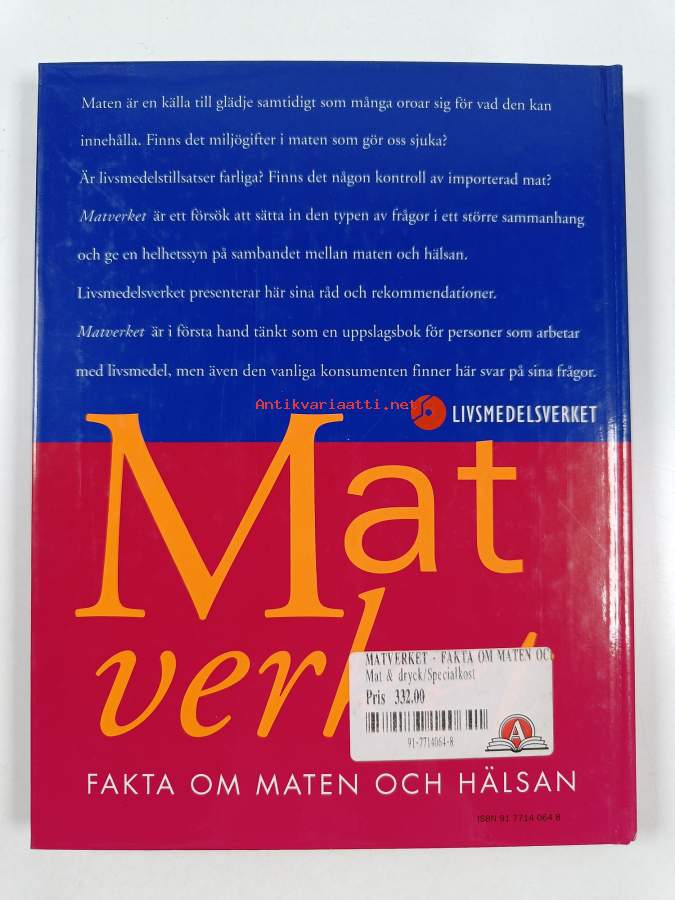 Maten är en källa till glädje samtidigt som många oroar sig för vad den kan
innehålla. Finns det miljögifter i maten som gör oss sjuka?
Är livsmedelstillsatser farliga? Finns det någon kontroll av importerad mat?
Matverket är ett försök att sätta in den typen av frågor i ett större sammanhang
och ge en helhetssyn på sambandet mellan maten och hälsan.
Livsmedelsverket presenterar här sina råd och rekommendationer.
Matverket är i första hand tänkt som en uppslagsbok för personer som arbetar
med livsmedel, men även den vanliga konsumenten finner här svar på sina frågor.
Antikvariaatti.net
LIVSMEDELSVERKET
Mat
MATVERKET - FAKTA OM MATEN OC
Mat & dryck/Specialkost
Pris 332.00
91-7714064-8
A
FAKTA OM MATEN OCH HÄLSAN
ISBN 91 7714 064 8